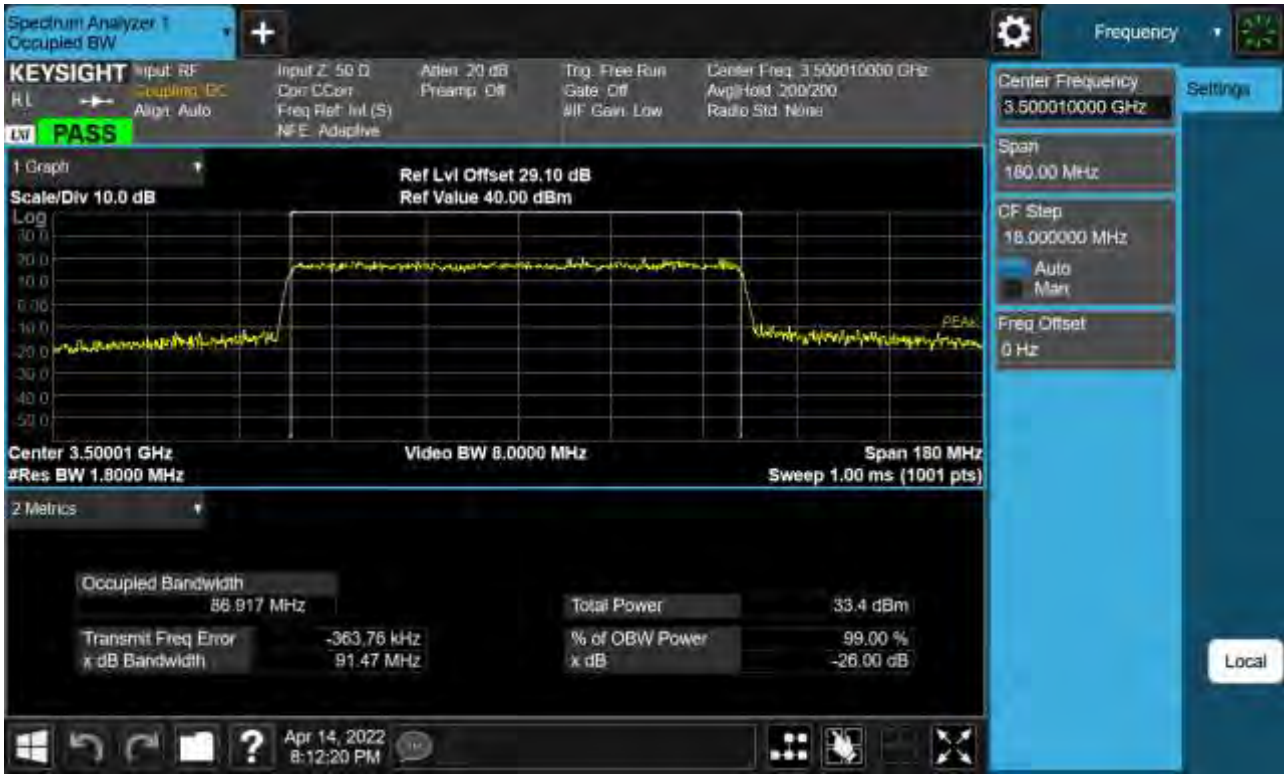 Spectrum Analyzer 1
Occupied BW
Frequency
KEYSIGHT
Input: RF
Coupling: DC
Align: Auto
Input Z: 50 Ω
Corr CCorr
Freq Ref: Int (S)
NFE: Adaptive
Atten: 20 dB
Preamp: Off
Trig: Free Run
Gate: Off
#IF Gain: Low
Center Freq: 3.500010000 GHz
Avg|Hold: 200/200
Radio Std: None
RL
LXI
PASS
1 Graph
Scale/Div 10.0 dB
Ref Lvl Offset 29.10 dB
Ref Value 40.00 dBm
Log
30.0
20.0
10.0
0.00
-10.0
-20.0
-30.0
-40.0
-50.0
PEAK
Center 3.50001 GHz
#Res BW 1.8000 MHz
Video BW 8.0000 MHz
Span 180 MHz
Sweep 1.00 ms (1001 pts)
2 Metrics
Occupied Bandwidth
86.917 MHz
Transmit Freq Error -363.76 kHz
x dB Bandwidth 91.47 MHz
Total Power 33.4 dBm
% of OBW Power 99.00 %
x dB -26.00 dB
Center Frequency
3.500010000 GHz
Settings
Span
180.00 MHz
CF Step
18.000000 MHz
Auto
Man
Freq Offset
0 Hz
Local
?
Apr 14, 2022
8:12:20 PM